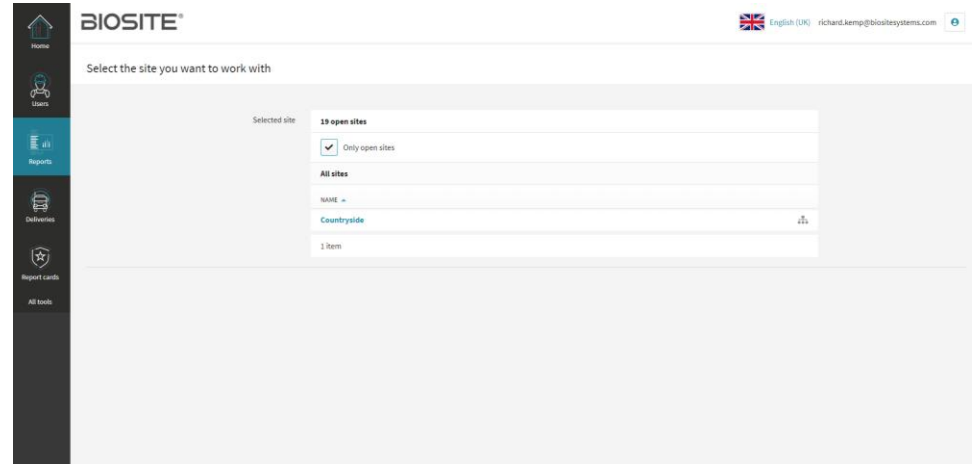 BIOSITE®
English (UK) richard.kemp@biositesystems.com
Home
Users
Reports
Deliveries
Report cards
All tools
Select the site you want to work with
Selected site
19 open sites
Only open sites
All sites
NAME
Countryside
1 item